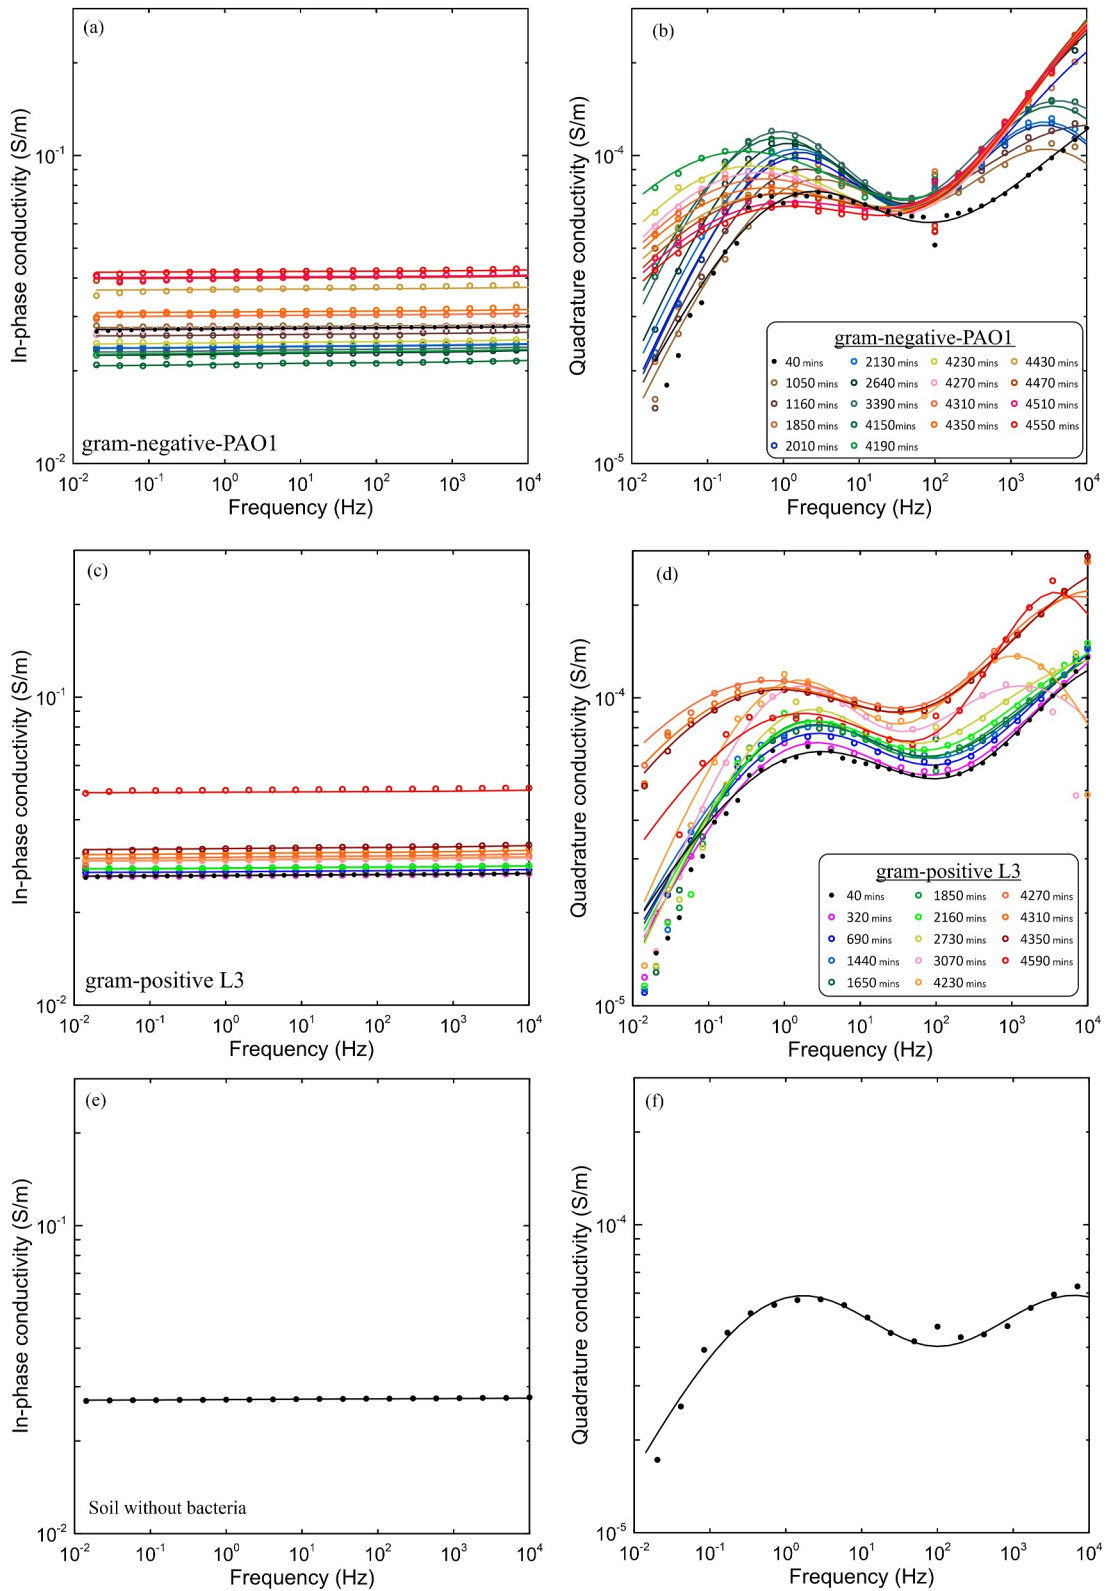 (a)
In-phase conductivity (S/m)
10⁻¹
10⁻²
gram-negative-PAO1
10⁻² 10⁻¹ 10⁰ 10¹ 10² 10³ 10⁴
Frequency (Hz)
(b)
Quadrature conductivity (S/m)
10⁻⁴
10⁻⁵
gram-negative-PAO1
40 mins 2130 mins 4230 mins 4430 mins
1050 mins 2640 mins 4270 mins 4470 mins
1160 mins 3390 mins 4310 mins 4510 mins
1850 mins 4150mins 4350 mins 4550 mins
2010 mins 4190 mins
10⁻² 10⁻¹ 10⁰ 10¹ 10² 10³ 10⁴
Frequency (Hz)
(c)
In-phase conductivity (S/m)
10⁻¹
10⁻²
gram-positive L3
10⁻² 10⁻¹ 10⁰ 10¹ 10² 10³ 10⁴
Frequency (Hz)
(d)
Quadrature conductivity (S/m)
10⁻⁴
10⁻⁵
gram-positive L3
40 mins 1850 mins 4270 mins
320 mins 2160 mins 4310 mins
690 mins 2730 mins 4350 mins
1440 mins 3070 mins 4590 mins
1650 mins 4230 mins
10⁻² 10⁻¹ 10⁰ 10¹ 10² 10³ 10⁴
Frequency (Hz)
(e)
In-phase conductivity (S/m)
10⁻¹
10⁻²
Soil without bacteria
10⁻² 10⁻¹ 10⁰ 10¹ 10² 10³ 10⁴
Frequency (Hz)
(f)
Quadrature conductivity (S/m)
10⁻⁴
10⁻⁵
10⁻² 10⁻¹ 10⁰ 10¹ 10² 10³ 10⁴
Frequency (Hz)